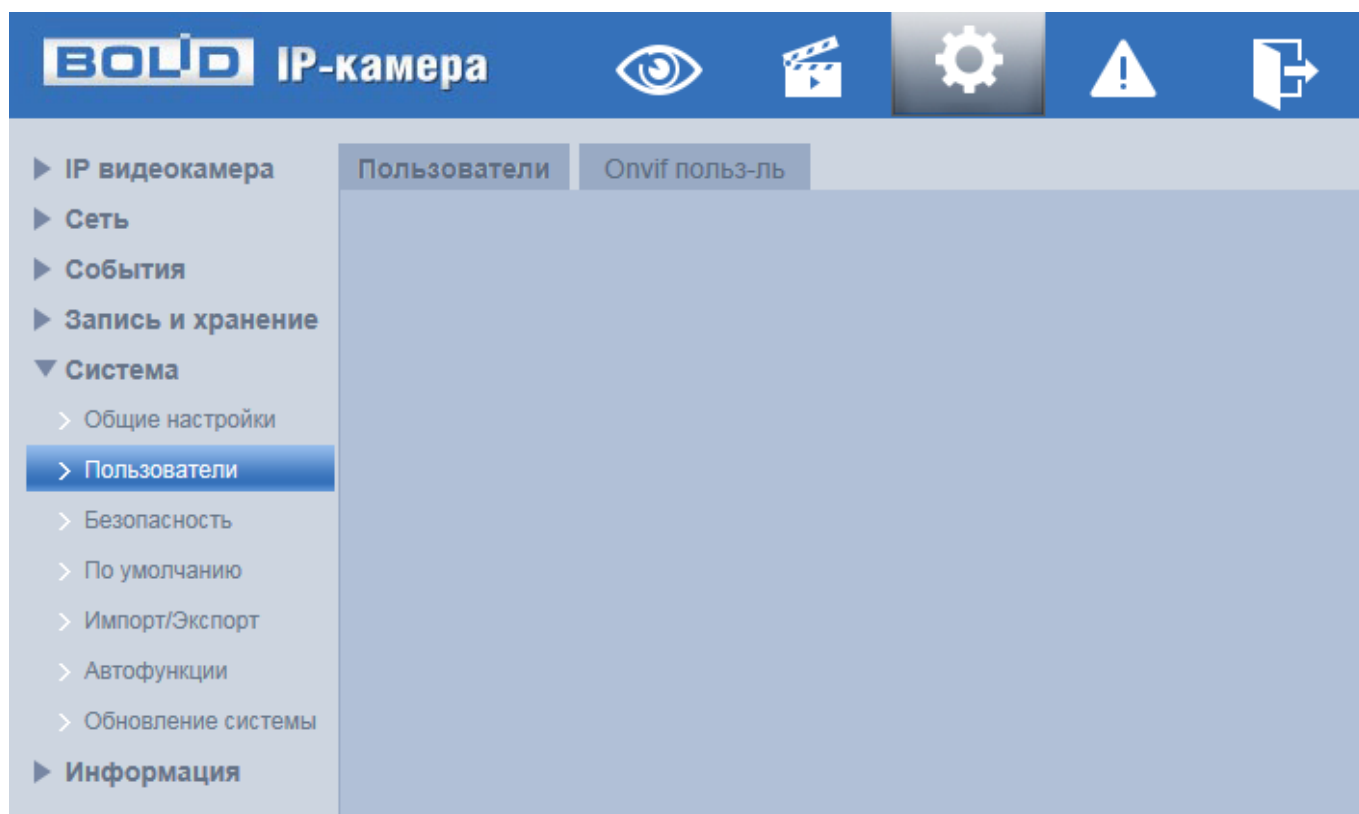 BOLID IP-камера
IP видеокамера
Сеть
События
Запись и хранение
Система
Общие настройки
Пользователи
Безопасность
По умолчанию
Импорт/Экспорт
Автофункции
Обновление системы
Информация
Пользователи Onvif польз-ль